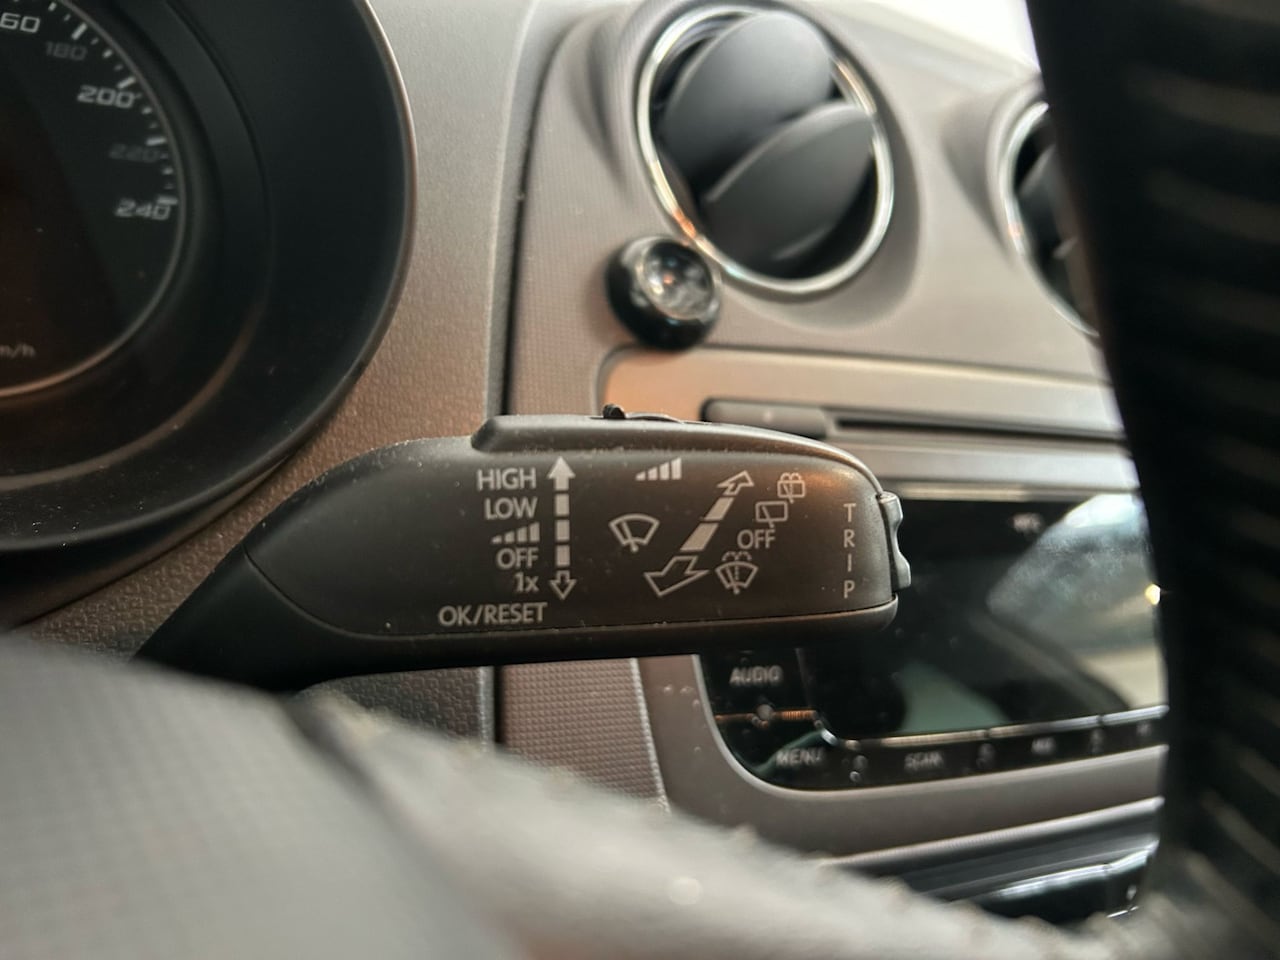 60
180
200
220
240
HIGH
LOW
OFF
1x
OK/RESET
OFF
TRIP
AUDIO
MENU
SCAN